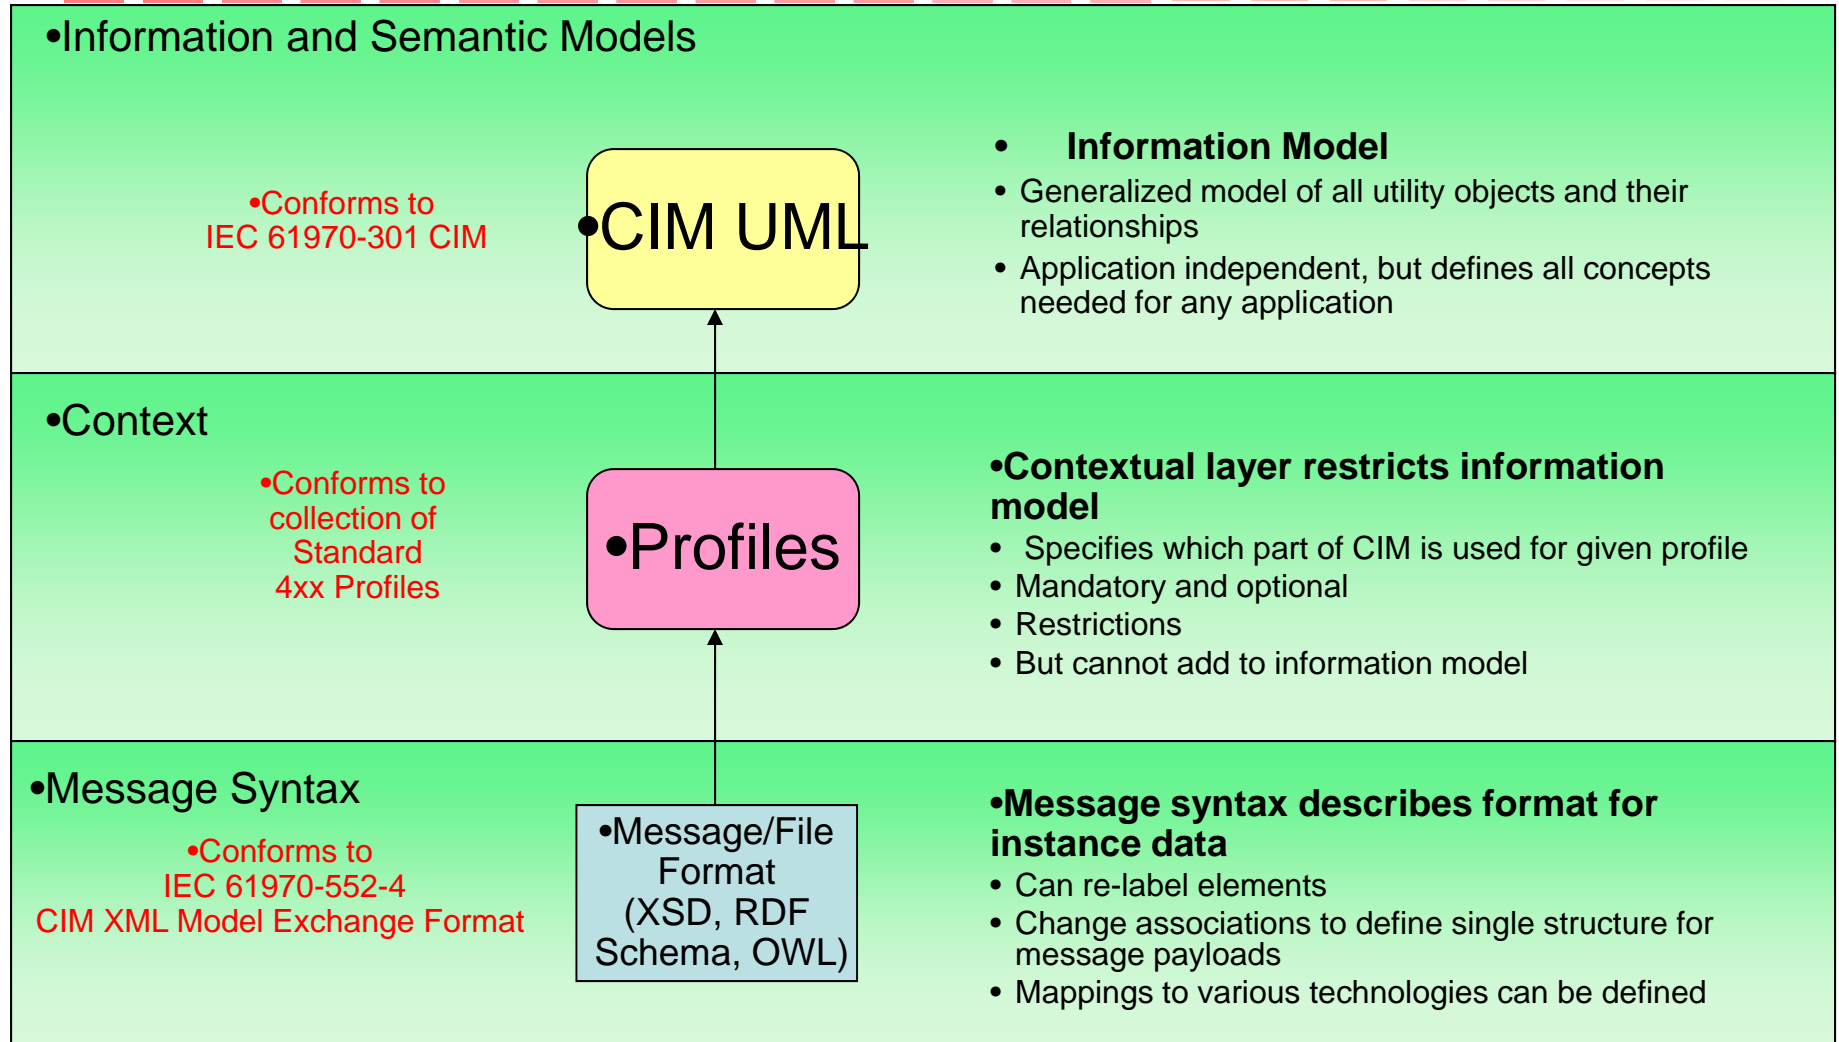 •Information and Semantic Models
•Conforms to
IEC 61970-301 CIM
•CIM UML
• Information Model
• Generalized model of all utility objects and their
relationships
• Application independent, but defines all concepts
needed for any application
•Context
•Conforms to
collection of
Standard
4xx Profiles
•Profiles
•Contextual layer restricts information
model
• Specifies which part of CIM is used for given profile
• Mandatory and optional
• Restrictions
• But cannot add to information model
•Message Syntax
•Conforms to
IEC 61970-552-4
CIM XML Model Exchange Format
•Message/File
Format
(XSD, RDF
Schema, OWL)
•Message syntax describes format for
instance data
• Can re-label elements
• Change associations to define single structure for
message payloads
• Mappings to various technologies can be defined